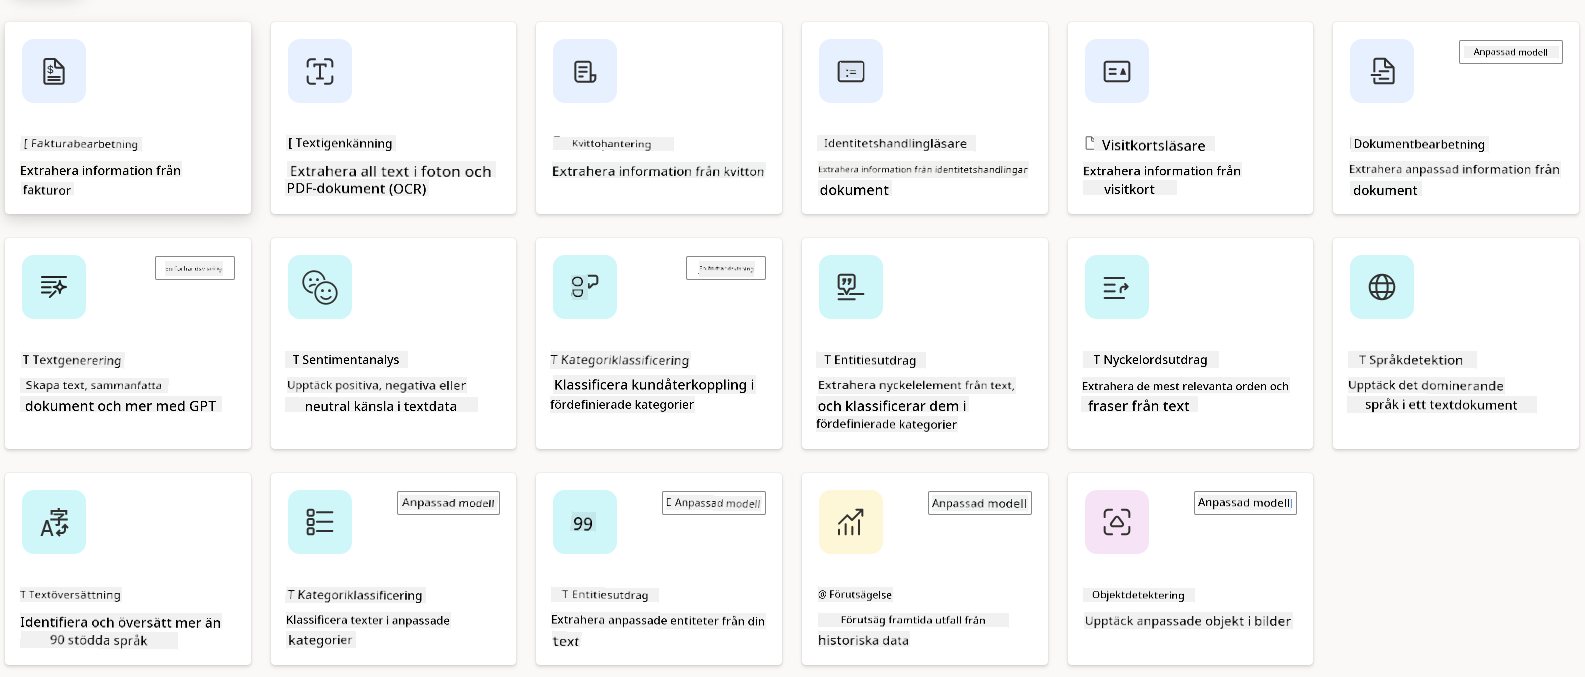 Anpassad modell
[ Fakturabearbetning
Extrahera information från
fakturor
[ Textigenkänning
Extrahera all text i foton och
PDF-dokument (OCR)
Kvittohantering
Extrahera information från kvitton
Identitetshandlingläsare
Extrahera information från identitetshandlingar
dokument
Visitkortsläsare
Extrahera information från
visitkort
Dokumentbearbetning
Extrahera anpassad information från
dokument
T Textgenerering
Skapa text, sammanfatta
dokument och mer med GPT
T Sentimentanalys
Upptäck positiva, negativa eller
neutral känsla i textdata
T Kategoriklassificering
Klassificera kundåterkoppling i
fördefinierade kategorier
T Entitiesutdrag
Extrahera nyckelelement från text,
och klassificerar dem i
fördefinierade kategorier
T Nyckelordsutdrag
Extrahera de mest relevanta orden och
fraser från text
T Språkdetektion
Upptäck det dominerande
språk i ett textdokument
T Textöversättning
Identifiera och översätt mer än
90 stödda språk
Anpassad modell
T Kategoriklassificering
Klassificera texter i anpassade
kategorier
[ Anpassad modell
99
T Entitiesutdrag
Extrahera anpassade entiteter från din
text
Anpassad modell
@ Förutsägelse
Förutsäg framtida utfall från
historiska data
Anpassad modell
Objektdetektering
Upptäck anpassade objekt i bilder